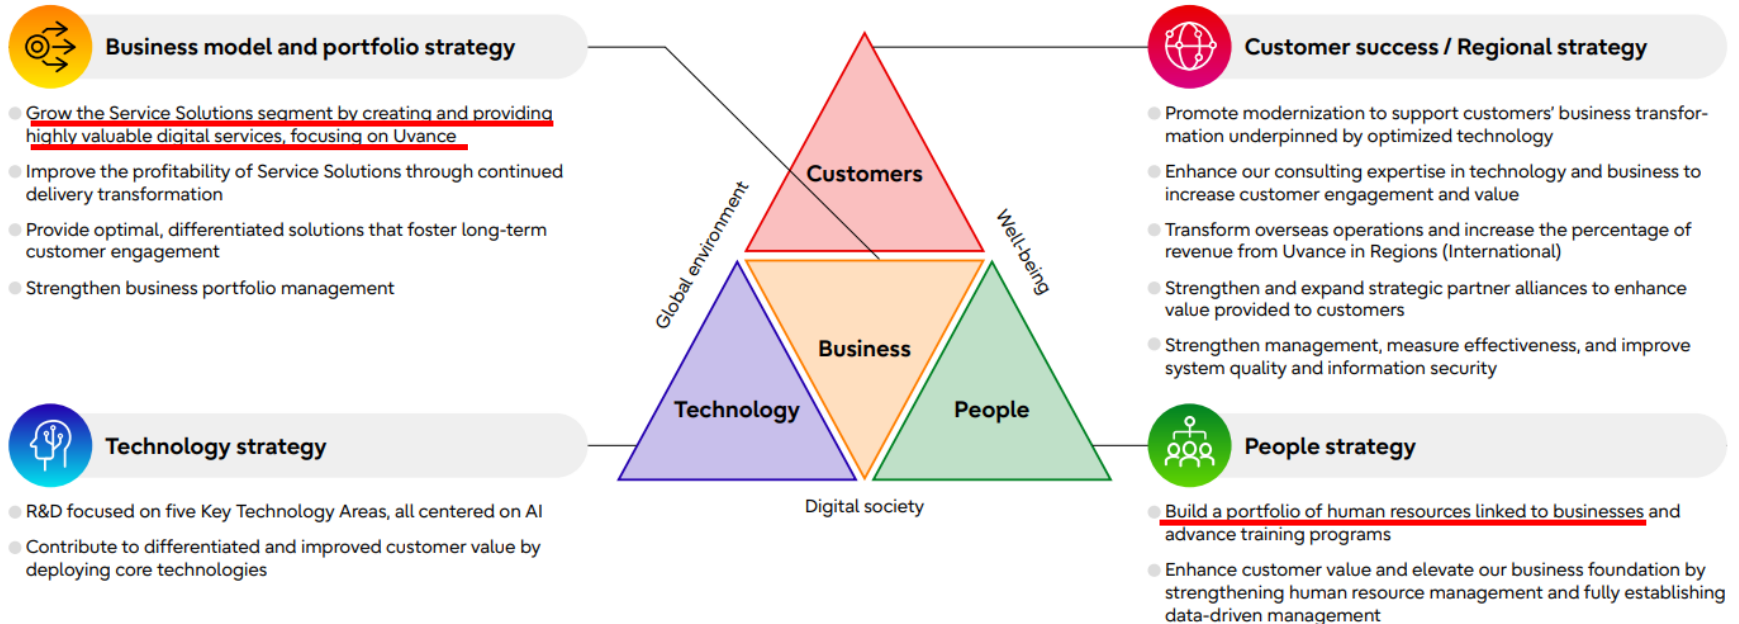 Business model and portfolio strategy
Grow the Service Solutions segment by creating and providing
highly valuable digital services, focusing on Uvance
Improve the profitability of Service Solutions through continued
delivery transformation
Provide optimal, differentiated solutions that foster long-term
customer engagement
Strengthen business portfolio management
Customers
Global environment
Well-being
Business
Technology
People
Digital society
Customer success / Regional strategy
Promote modernization to support customers' business transfor-
mation underpinned by optimized technology
Enhance our consulting expertise in technology and business to
increase customer engagement and value
Transform overseas operations and increase the percentage of
revenue from Uvance in Regions (International)
Strengthen and expand strategic partner alliances to enhance
value provided to customers
Strengthen management, measure effectiveness, and improve
system quality and information security
Technology strategy
R&D focused on five Key Technology Areas, all centered on AI
Contribute to differentiated and improved customer value by
deploying core technologies
People strategy
Build a portfolio of human resources linked to businesses and
advance training programs
Enhance customer value and elevate our business foundation by
strengthening human resource management and fully establishing
data-driven management